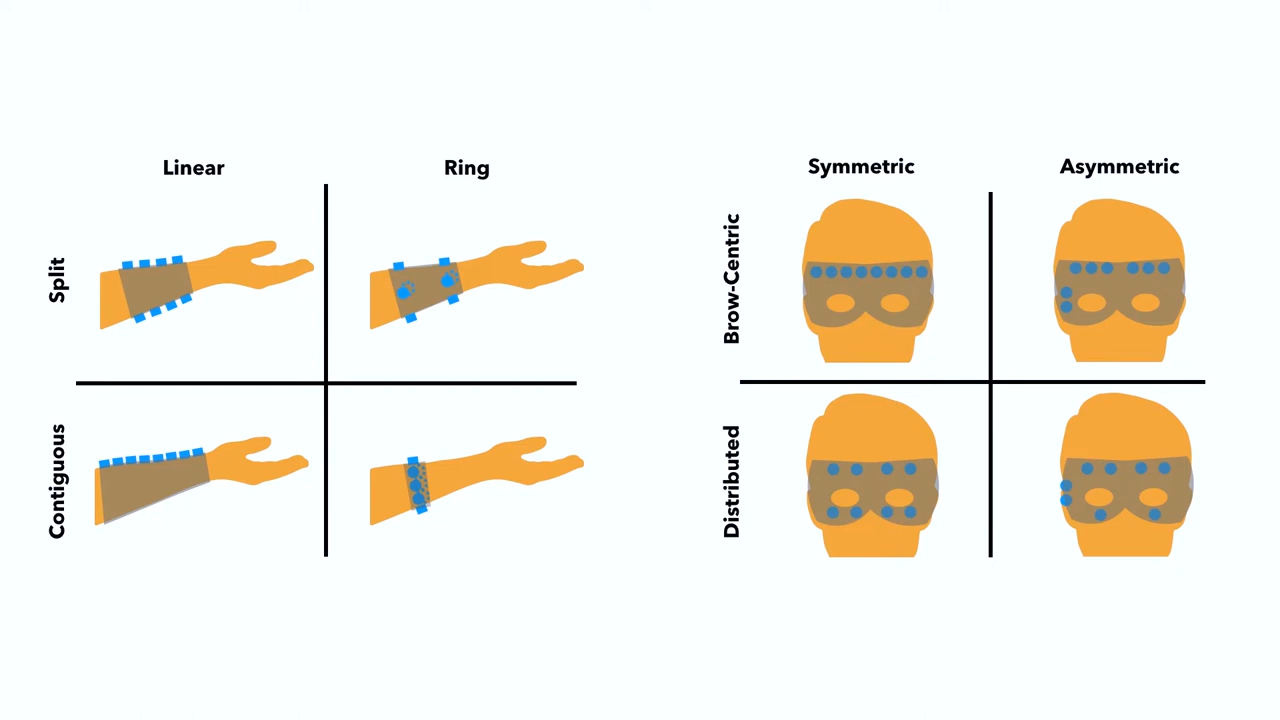 Linear
Ring
Split
Contiguous
Symmetric
Asymmetric
Brow-Centric
Distributed